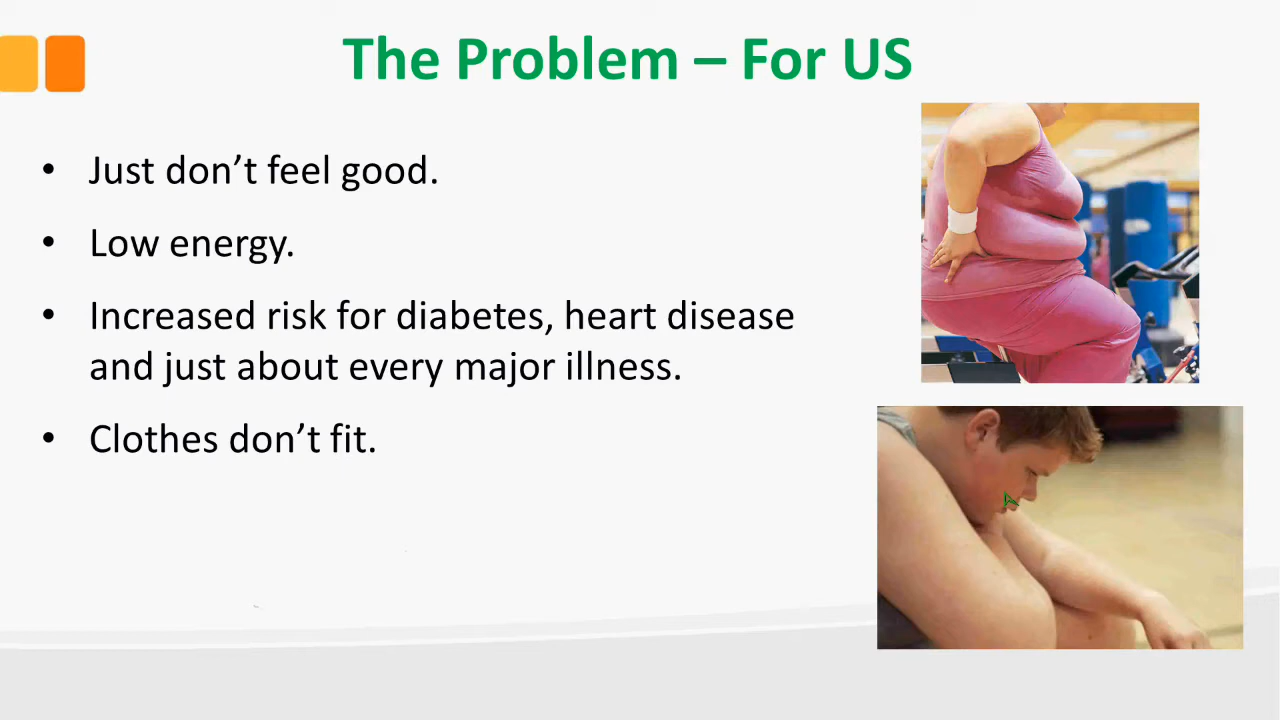 The Problem – For US
• Just don’t feel good.
• Low energy.
• Increased risk for diabetes, heart disease
and just about every major illness.
• Clothes don’t fit.